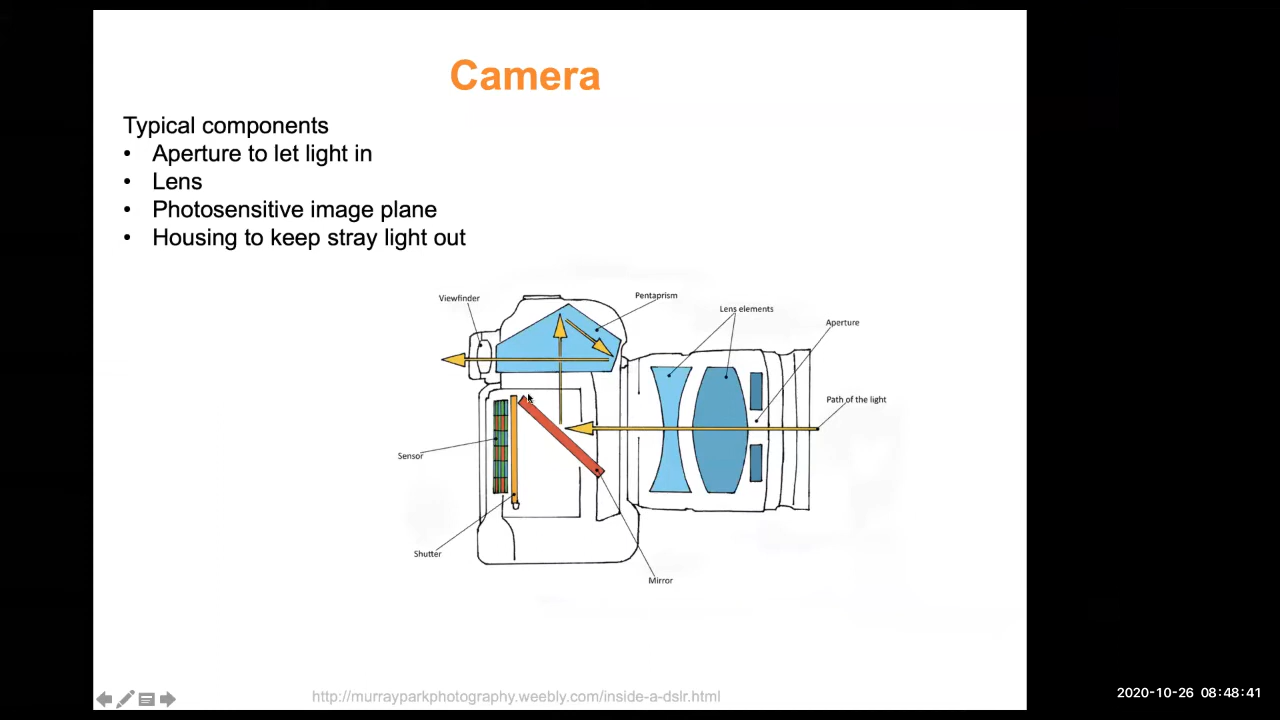 Camera
Typical components
• Aperture to let light in
• Lens
• Photosensitive image plane
• Housing to keep stray light out
Viewfinder
Pentaprism
Lens elements
Aperture
Path of the light
Sensor
Shutter
Mirror
http://murrayparkphotography.weebly.com/inside-a-dslr.html
2020-10-26 08:48:41